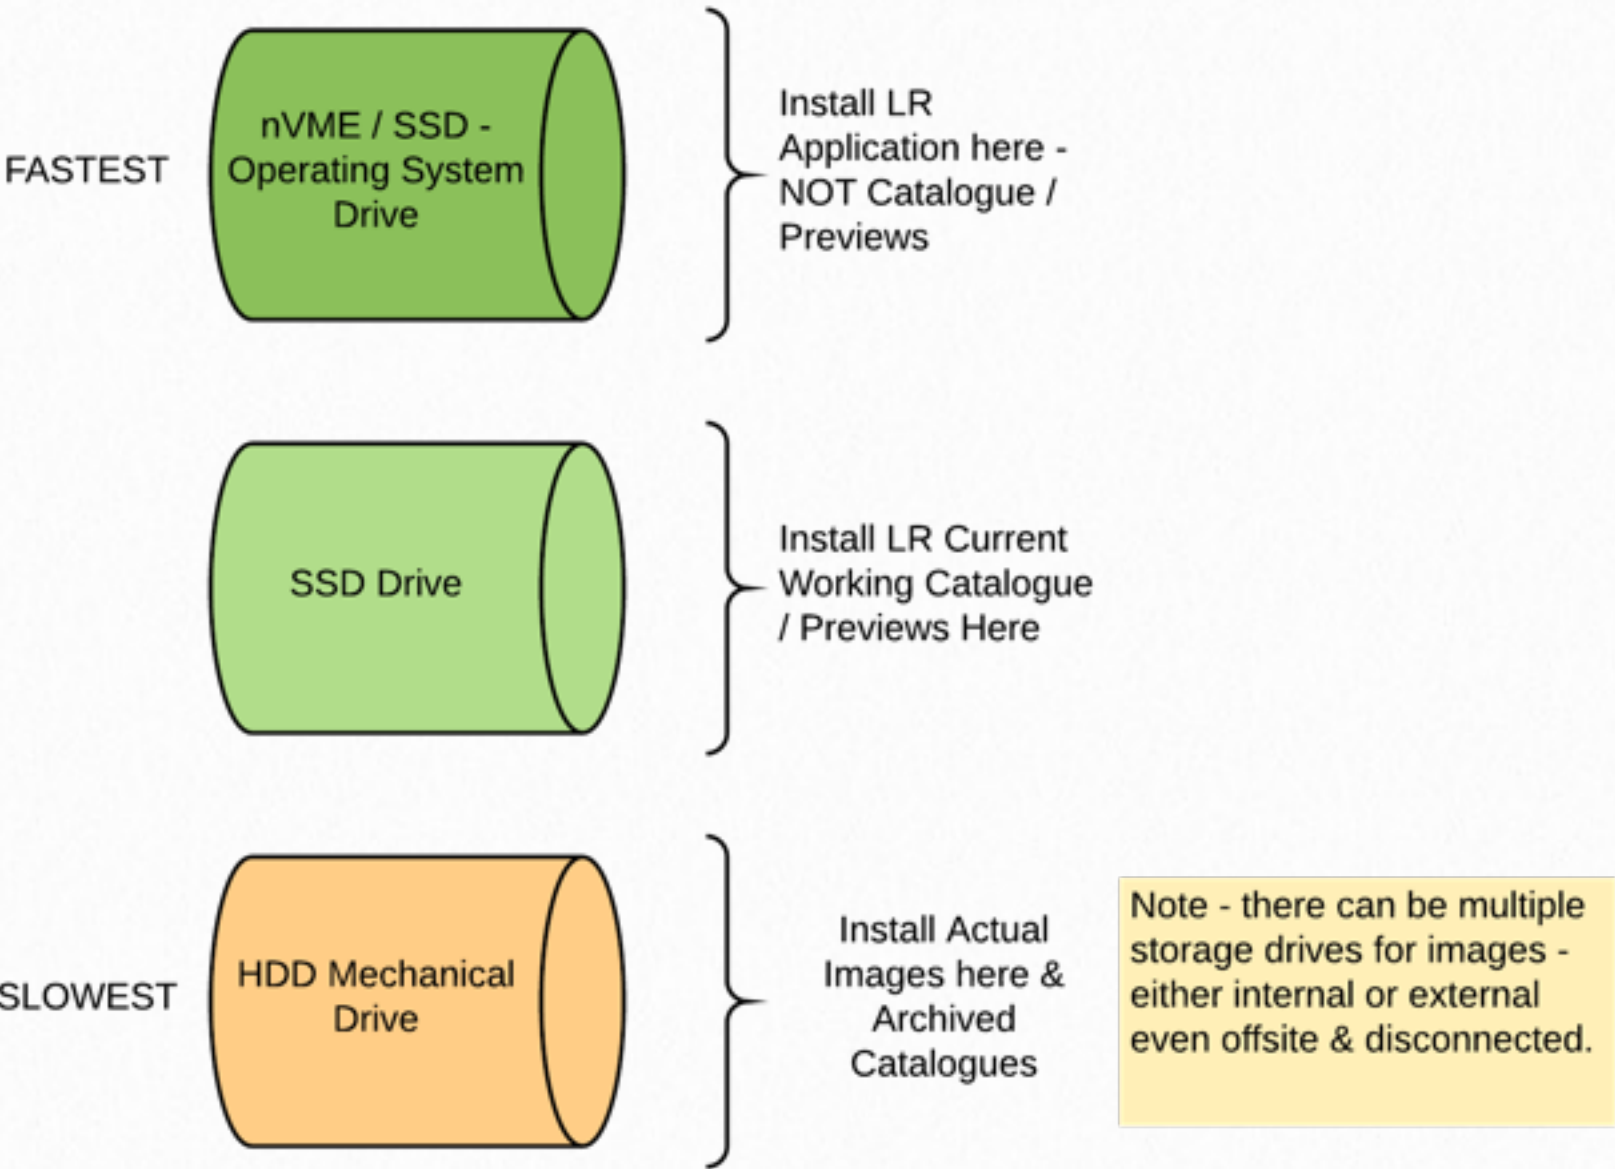 FASTEST
nVME / SSD -
Operating System
Drive
Install LR
Application here -
NOT Catalogue /
Previews
SSD Drive
Install LR Current
Working Catalogue
/ Previews Here
SLOWEST
HDD Mechanical
Drive
Install Actual
Images here &
Archived
Catalogues
Note - there can be multiple
storage drives for images -
either internal or external
even offsite & disconnected.